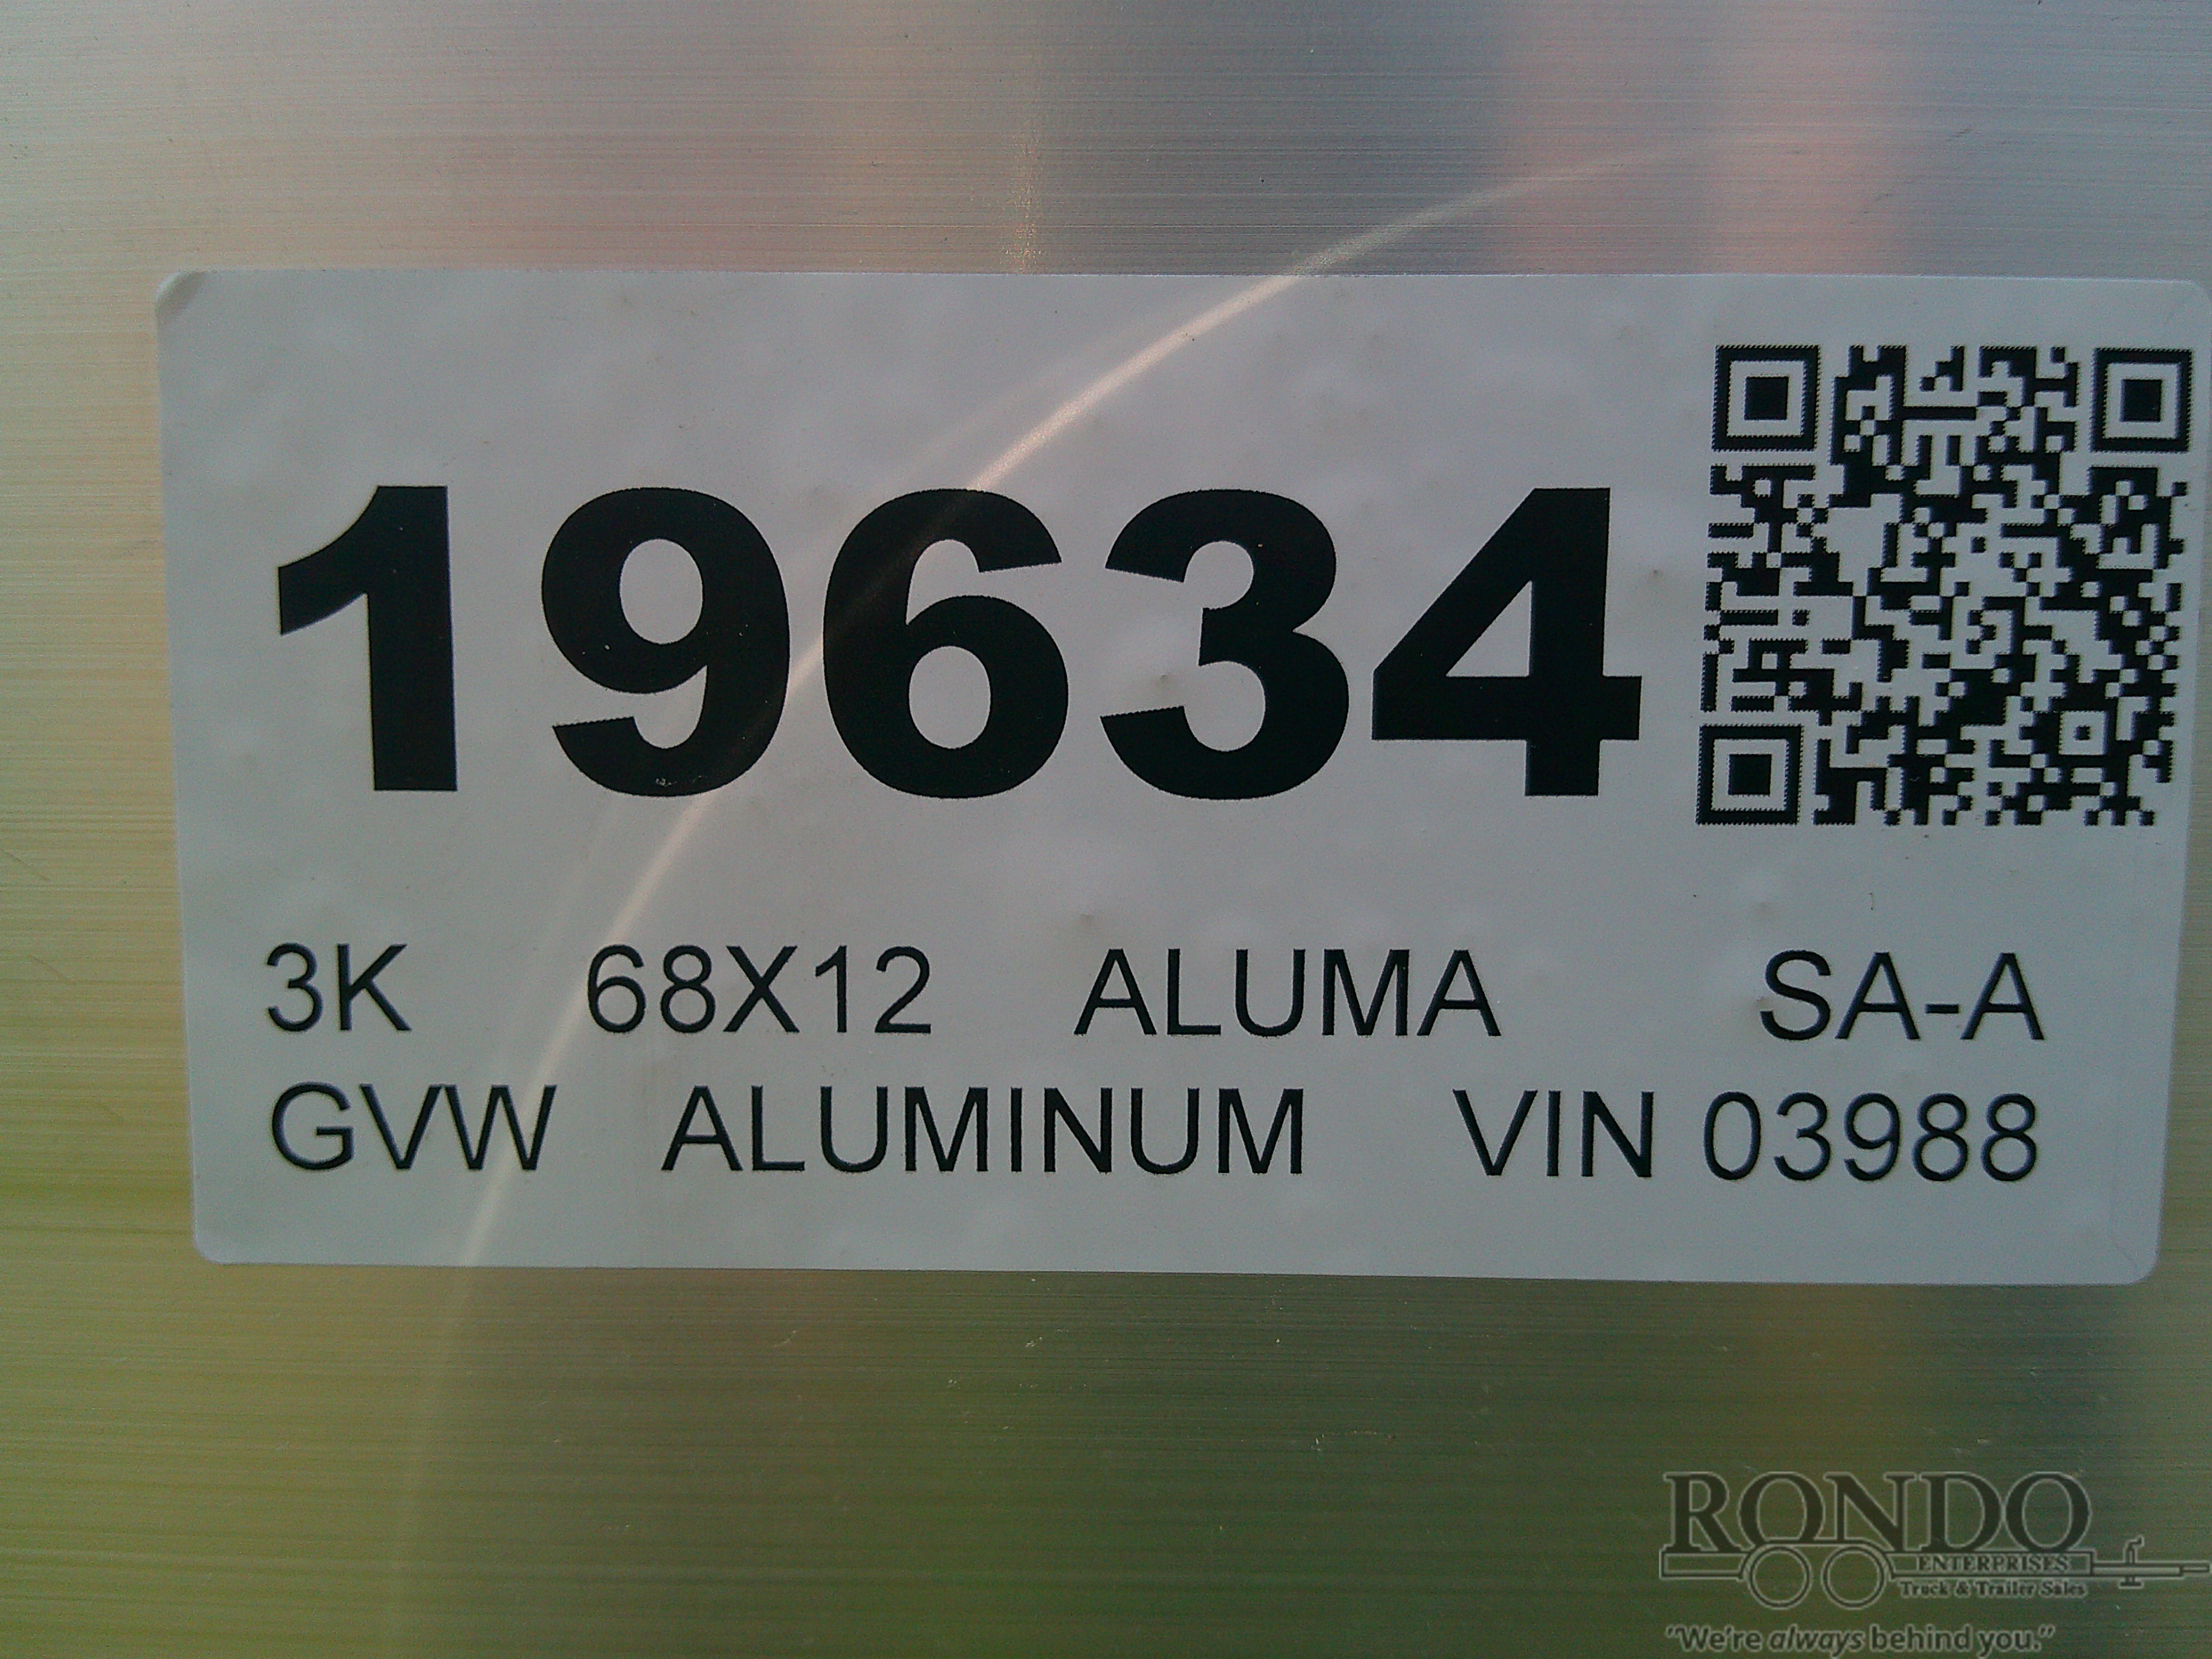 19634
3K 68X12 ALUMA SA-A
GVW ALUMINUM VIN 03988
RONDO
ENTERPRISES
Truck & Trailer Sales
"We're always behind you."